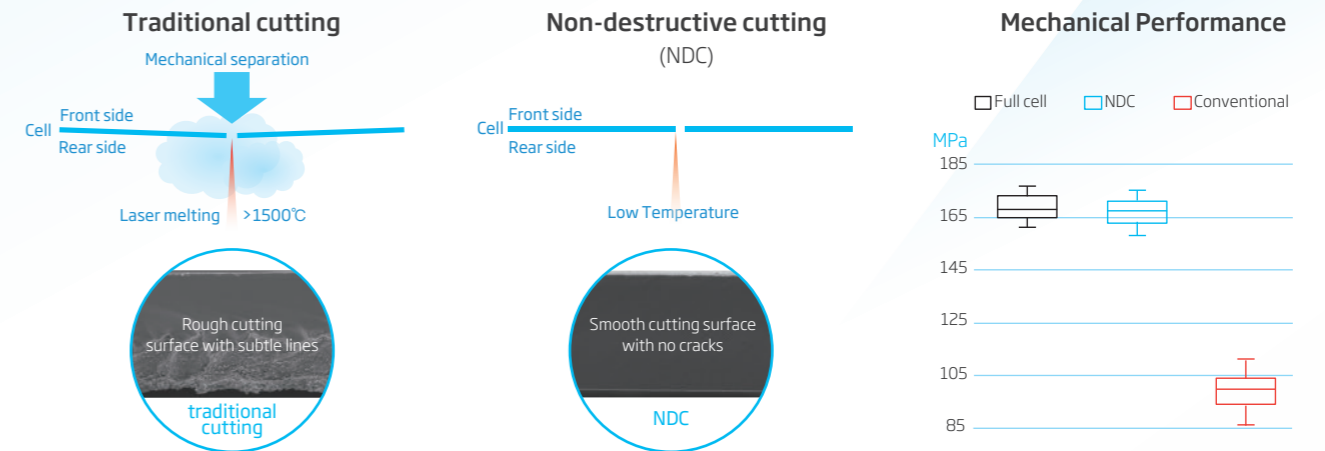 Traditional cutting
Mechanical separation
Front side
Cell
Rear side
Laser melting >1500℃
Rough cutting
surface with subtle lines
traditional
cutting
Non-destructive cutting
(NDC)
Front side
Cell
Rear side
Low Temperature
Smooth cutting surface
with no cracks
NDC
Mechanical Performance
Full cell NDC Conventional
MPa
185
165
145
125
105
85